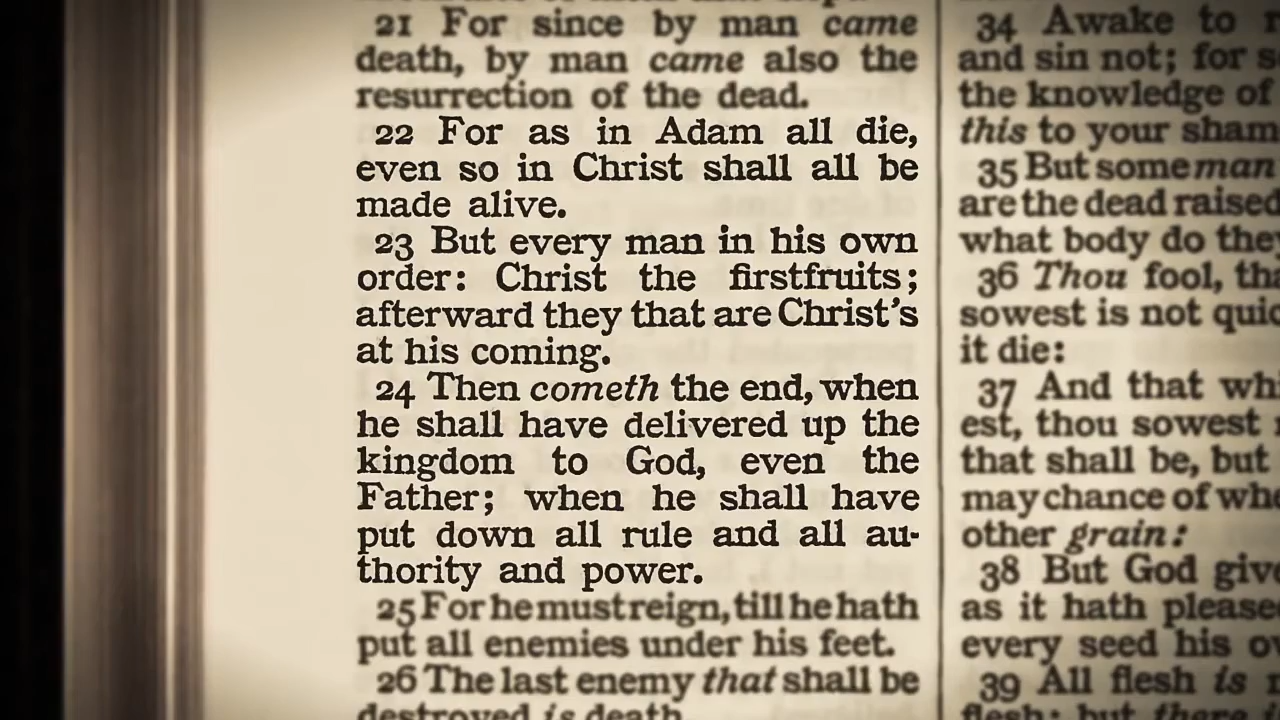 21 For since by man came
death, by man came also the
resurrection of the dead.
22 For as in Adam all die,
even so in Christ shall all be
made alive.
23 But every man in his own
order: Christ the firstfruits;
afterward they that are Christ's
at his coming.
24 Then cometh the end, when
he shall have delivered up the
kingdom to God, even the
Father; when he shall have
put down all rule and all au-
thority and power.
25 For he must reign, till he hath
put all enemies under his feet.
26 The last enemy that shall be
destroyed is death.
34 Awake to
and sin not; for
the knowledge of
this to your
35 But some man
are the dead raised
what body do
36 Thou fool,
sowest is not
it die:
37 And that
est, thou sowest
that shall be, but
may chance of
other grain:
38 But God
as it hath
every seed his
39 All flesh is
flesh: but there